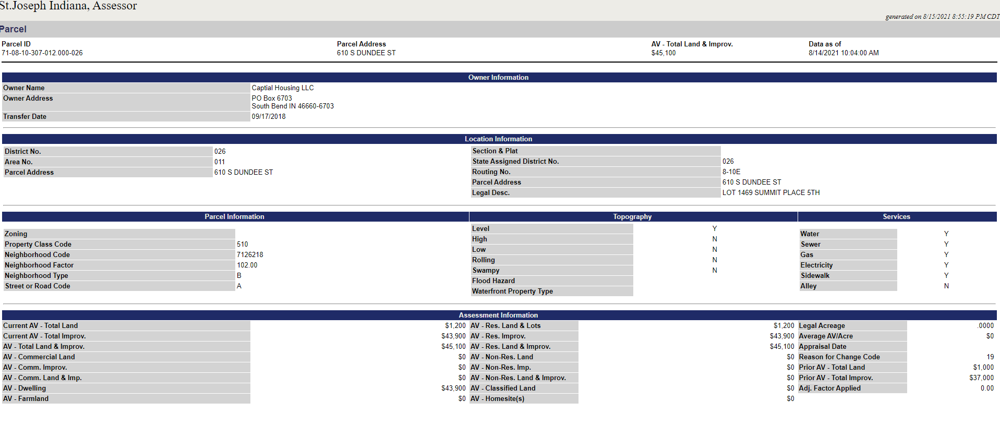 St.Joseph Indiana, Assessor
generated on 8/15/2021 8:55:19 PM CDT
Parcel
Parcel ID Parcel Address AV - Total Land & Improv. Data as of
71-08-10-307-012.000-026 610 S DUNDEE ST $45,100 8/14/2021 10:04:00 AM
Owner Information
Owner Name Captial Housing LLC
Owner Address PO Box 6703
South Bend IN 46660-6703
Transfer Date 09/17/2018
Location Information
District No. 026
Area No. 011
Parcel Address 610 S DUNDEE ST
Section & Plat
State Assigned District No. 026
Routing No. 8-10E
Parcel Address 610 S DUNDEE ST
Legal Desc. LOT 1469 SUMMIT PLACE 5TH
Parcel Information
Zoning
Property Class Code 510
Neighborhood Code 7126218
Neighborhood Factor 102.00
Neighborhood Type B
Street or Road Code A
Topography
Level Y
High N
Low N
Rolling N
Swampy N
Flood Hazard
Waterfront Property Type
Services
Water Y
Sewer Y
Gas Y
Electricity Y
Sidewalk Y
Alley N
Assessment Information
Current AV - Total Land $1,200 AV - Res. Land & Lots $1,200 Legal Acreage .0000
Current AV - Total Improv. $43,900 AV - Res. Improv. $43,900 Average AV/Acre $0
AV - Total Land & Improv. $45,100 AV - Res. Land & Improv. $45,100 Appraisal Date
AV - Commercial Land $0 AV - Non-Res. Land $0 Reason for Change Code 19
AV - Comm. Improv. $0 AV - Non-Res. Imp. $0 Prior AV - Total Land $1,000
AV - Comm. Land & Imp. $0 AV - Non-Res. Land & Improv. $0 Prior AV - Total Improv. $37,000
AV - Dwelling $43,900 AV - Classified Land $0 Adj. Factor Applied 0.00
AV - Farmland $0 AV - Homesite(s) $0